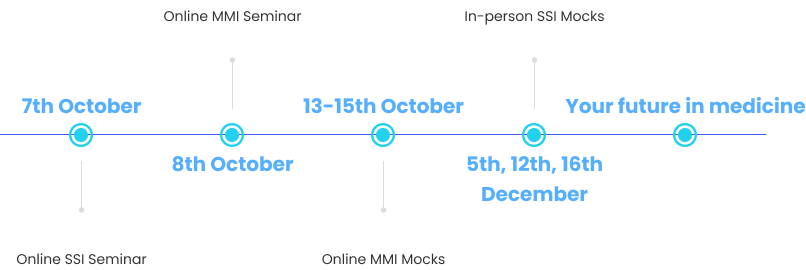 Online MMI Seminar
In-person SSI Mocks
7th October
13-15th October
Your future in medicine
8th October
5th, 12th, 16th
December
Online SSI Seminar
Online MMI Mocks